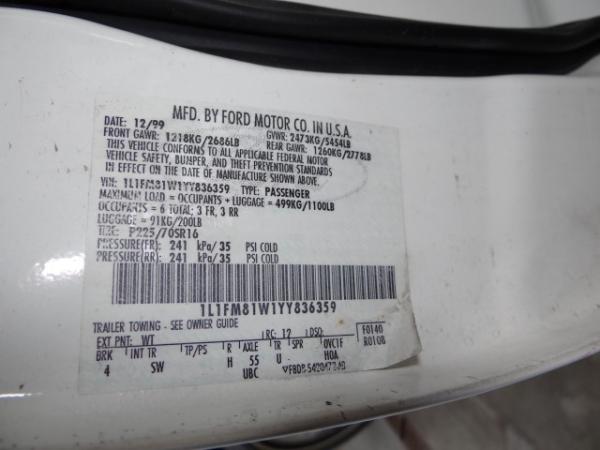 MFD. BY FORD MOTOR CO. IN U.S.A.
DATE: 12/99 GVWR: 2473KG/5454LB
FRONT GAWR: 1218KG/2686LB REAR GAWR: 1260KG/2778LB
THIS VEHICLE CONFORMS TO ALL APPLICABLE FEDERAL MOTOR
VEHICLE SAFETY, BUMPER, AND THEFT PREVENTION STANDARDS
IN EFFECT ON THE DATE OF MANUFACTURE SHOWN ABOVE.
VIN: 1L1FM81W1YY836359 TYPE: PASSENGER
MAXIMUM LOAD = OCCUPANTS + LUGGAGE = 499KG/1100LB
OCCUPANTS = 6 TOTAL; 3 FR, 3 RR
LUGGAGE = 91KG/200LB
TIRE: P225/70SR16
PRESSURE(FR): 241 kPa/35 PSI COLD
PRESSURE(RR): 241 kPa/35 PSI COLD
1L1FM81W1YY836359
TRAILER TOWING - SEE OWNER GUIDE
EXT PNT: WT RC: 12 DSO: F0140
BRK INT TR TP/PS R AXLE TR SPR R0108
4 SW H 55 U - HOA
UBC